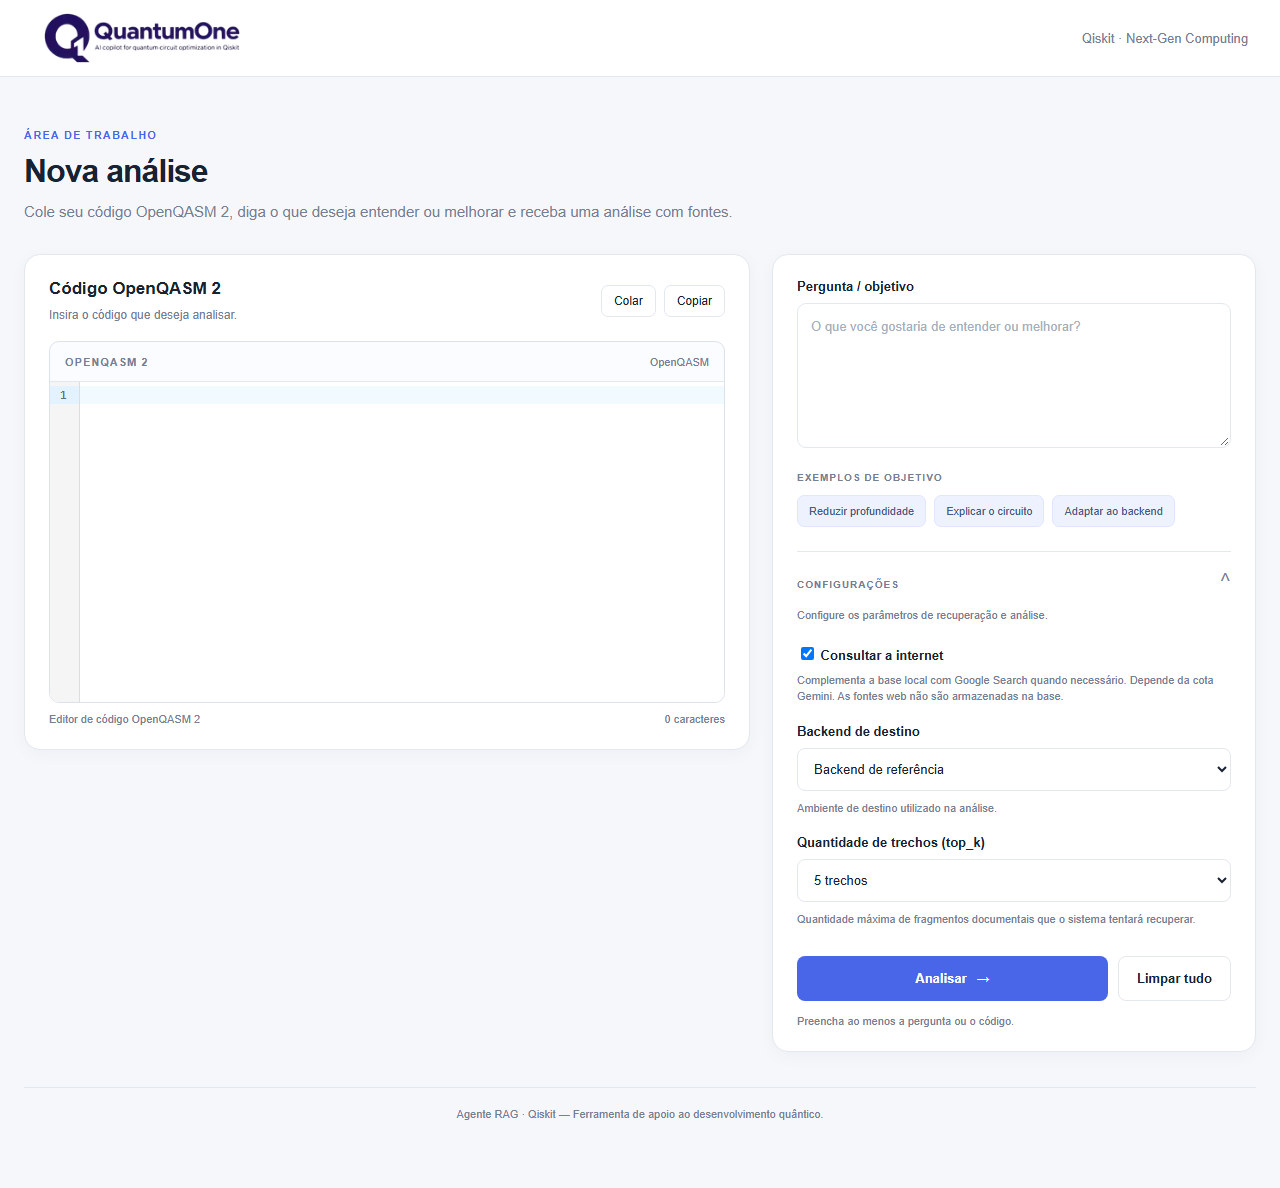 QuantumOne
AI copilot for quantum circuit optimization in Qiskit
Qiskit · Next-Gen Computing
ÁREA DE TRABALHO
Nova análise
Cole seu código OpenQASM 2, diga o que deseja entender ou melhorar e receba uma análise com fontes.
Código OpenQASM 2
Insira o código que deseja analisar.
Colar
Copiar
OPENQASM 2
OpenQASM
1
Editor de código OpenQASM 2
0 caracteres
Pergunta / objetivo
O que você gostaria de entender ou melhorar?
EXEMPLOS DE OBJETIVO
Reduzir profundidade
Explicar o circuito
Adaptar ao backend
CONFIGURAÇÕES
Configure os parâmetros de recuperação e análise.
Consultar a internet
Complementa a base local com Google Search quando necessário. Depende da cota
Gemini. As fontes web não são armazenadas na base.
Backend de destino
Backend de referência
Ambiente de destino utilizado na análise.
Quantidade de trechos (top_k)
5 trechos
Quantidade máxima de fragmentos documentais que o sistema tentará recuperar.
Analisar →
Limpar tudo
Preencha ao menos a pergunta ou o código.
Agente RAG · Qiskit — Ferramenta de apoio ao desenvolvimento quântico.